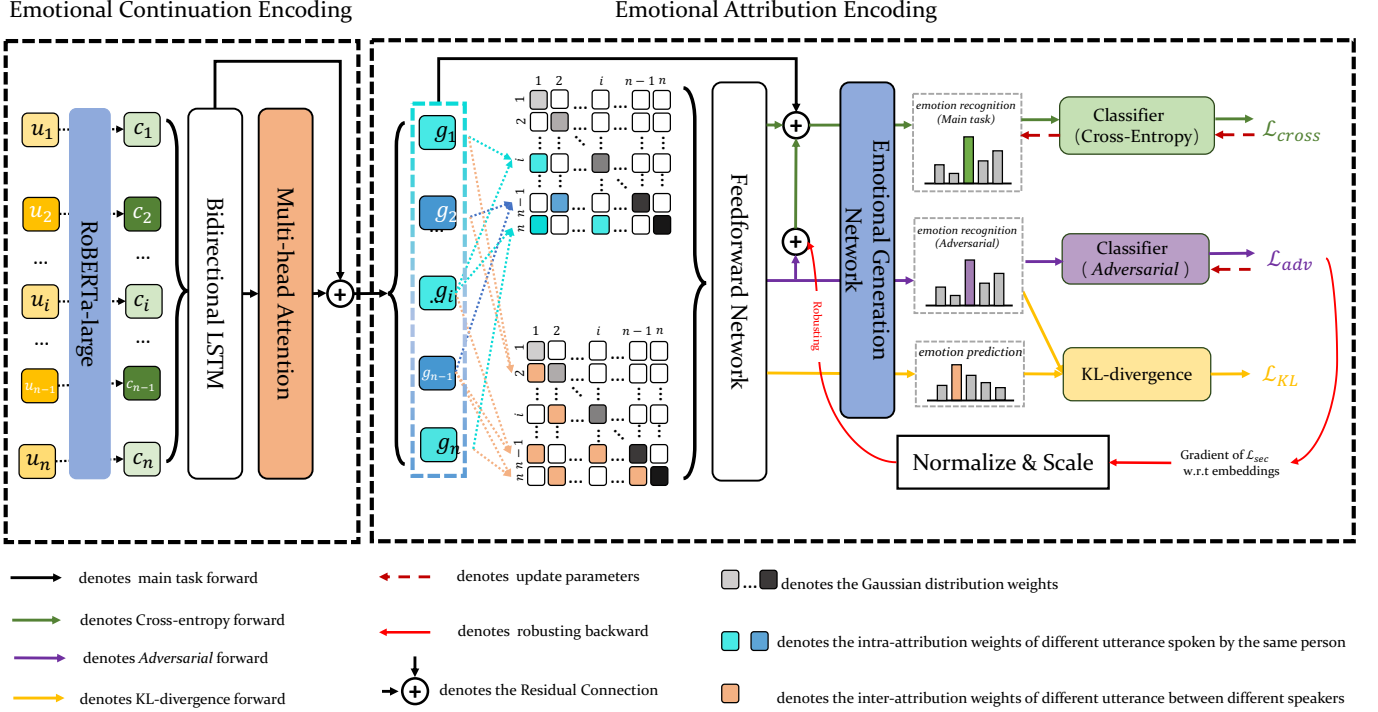 Emotional Continuation Encoding
Emotional Attribution Encoding
u1
u2
...
ui
...
un−1
un
RoBERTa-large
c1
c2
...
ci
...
cn−1
cn
Bidirectional LSTM
Multi-head Attention
g1
g2
...
gi
..
gn−1
gn
1 2 i n−1 n
1
2
i
n−1
n
1 2 i n−1 n
1
2
i
n−1
n
Feedforward Network
Emotional Generation
Network
emotion recognition
(Main task)
Classifier
(Cross-Entropy)
ℒcross
emotion recognition
(Adversarial)
Classifier
( Adversarial )
ℒadv
Robusting
emotion prediction
KL-divergence
ℒKL
Normalize & Scale
Gradient of ℒsec
w.r.t embeddings
denotes main task forward
denotes Cross-entropy forward
denotes Adversarial forward
denotes KL-divergence forward
denotes update parameters
denotes robusting backward
denotes the Residual Connection
... denotes the Gaussian distribution weights
denotes the intra-attribution weights of different utterance spoken by the same person
denotes the inter-attribution weights of different utterance between different speakers